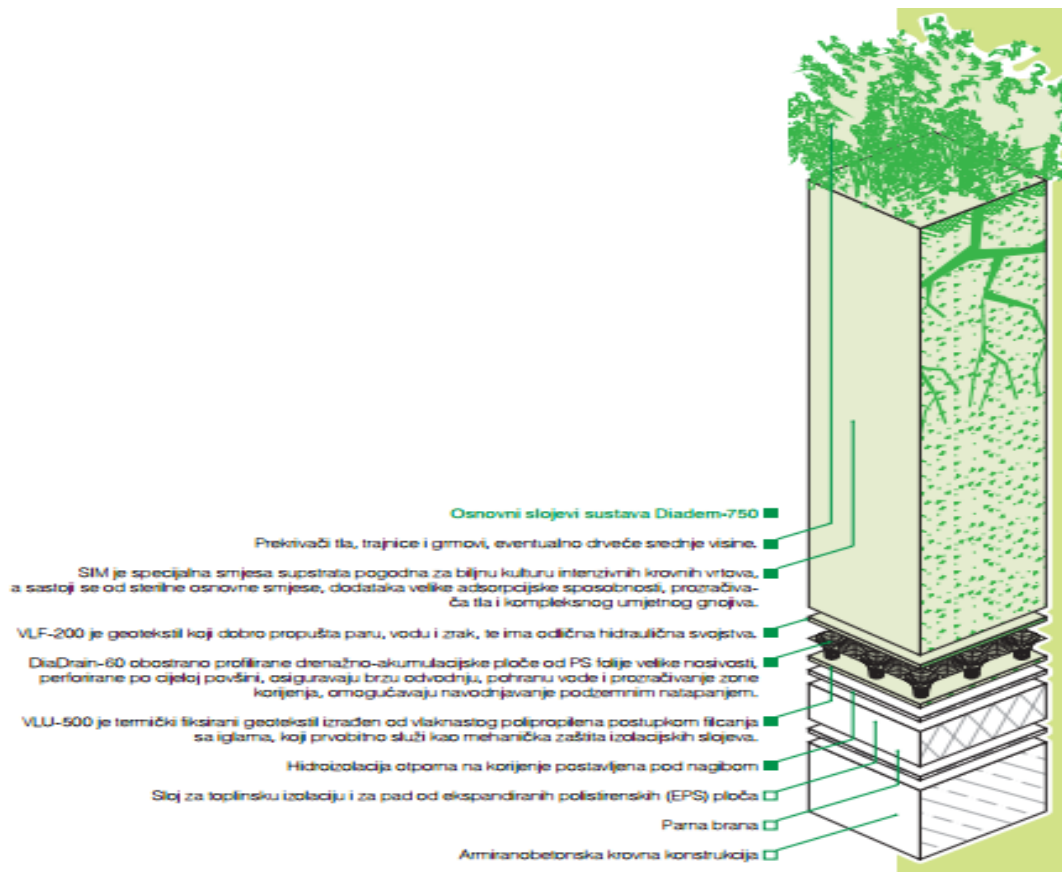 Osnovni slojevi sustava Diadem-750
Prekrivači tla, trajnice i grmovi, eventualno drveće srednje visine.
SIM je specijalna smjesa supstrata pogodna za biljnu kulturu intenzivnih krovnih vrtova,
a sastoji se od sterilne osnovne smjese, dodataka velike adsorpcijske sposobnosti, prozračiva-
ča tla i kompleksnog umjetnog gnojiva.
VLF-200 je geotekstil koji dobro propušta paru, vodu i zrak, te ima odlična hidraulična svojstva.
DiaDrain-60 obostrano profilirane drenažno-akumulacijske ploče od PS folije velike nosivosti,
perforirane po cijeloj povšini, osiguravaju brzu odvodnju, pohranu vode i prozračivanje zone
korijenja, omogućavaju navodnjavanje podzemnim natapanjem.
VLU-500 je termički fiksirani geotekstil izrađen od vlaknastog polipropilena postupkom filcanja
sa iglama, koji prvobitno služi kao mehanička zaštita izolacijskih slojeva.
Hidroizolacija otporna na korijenje postavljena pod nagibom
Sloj za toplinsku izolaciju i za pad od ekspandiranih polistirenskih (EPS) ploča
Parna brana
Armiranobetonska krovna konstrukcija